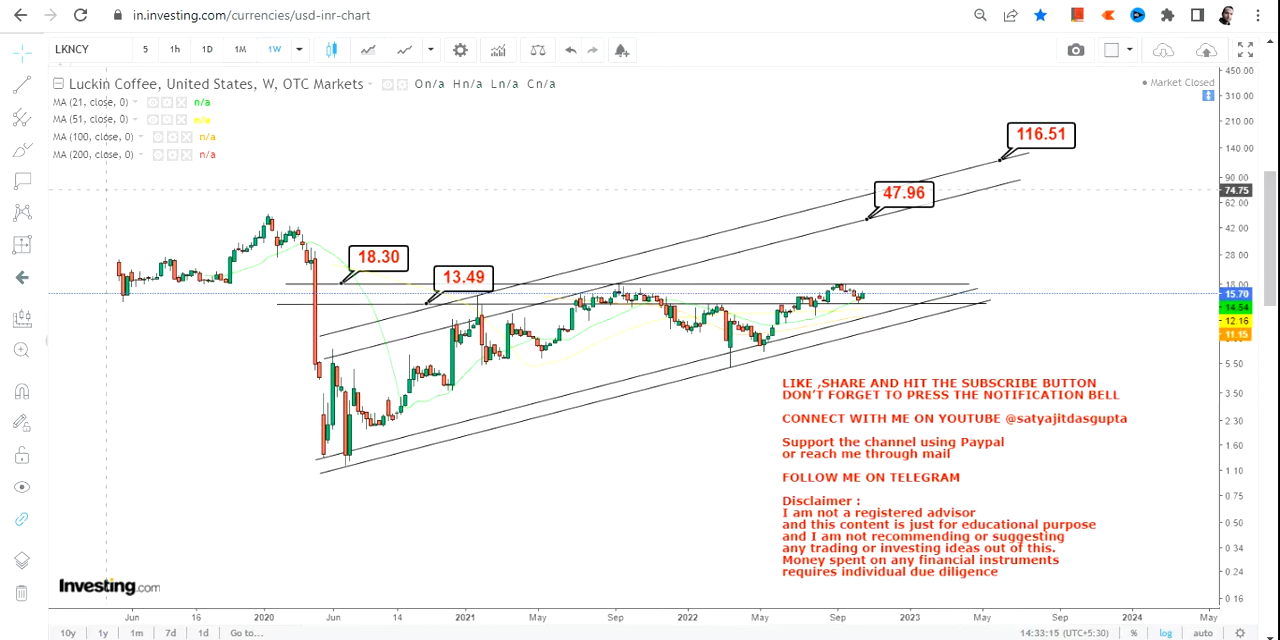 in.investing.com/currencies/usd-inr-chart
LKNCY 5 1h 1D 1M 1W
Luckin Coffee, United States, W, OTC Markets On/a Hn/a Ln/a Cn/a
Market Closed
MA (21, close, 0) n/a
MA (51, close, 0) n/a
MA (100, close, 0) n/a
MA (200, close, 0) n/a
116.51
47.96
18.30
13.49
450.00
310.00
210.00
140.00
90.00
74.75
62.00
42.00
28.00
18.00
15.70
14.54
12.16
11.15
5.50
3.50
2.30
1.60
1.10
0.75
0.50
0.34
0.24
0.16
LIKE ,SHARE AND HIT THE SUBSCRIBE BUTTON
DON'T FORGET TO PRESS THE NOTIFICATION BELL
CONNECT WITH ME ON YOUTUBE @satyajitdasgupta
Support the channel using Paypal
or reach me through mail
FOLLOW ME ON TELEGRAM
Disclaimer :
I am not a registered advisor
and this content is just for educational purpose
and I am not recommending or suggesting
any trading or investing ideas out of this.
Money spent on any financial instruments
requires individual due diligence
Investing.com
Jun 16 2020 Jun 14 2021 May Sep 2022 May Sep 2023 May Sep 2024 May
10y 1y 1m 7d 1d Go to... 14:33:15 (UTC+5:30) % log auto